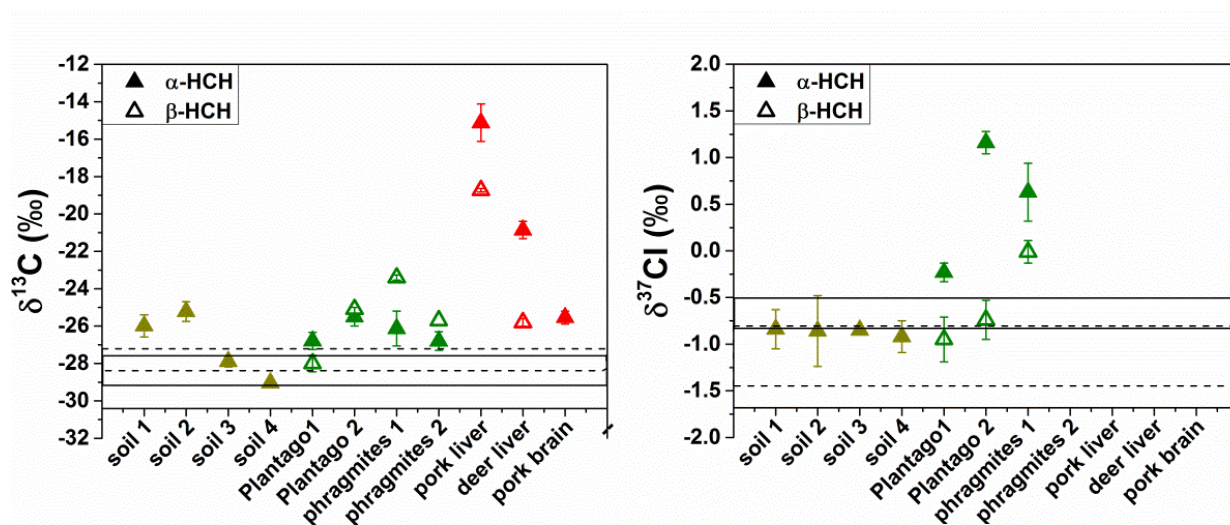 -12
-14
-16
-18
-20
-22
-24
-26
-28
-30
-32
δ13C (‰)
α-HCH
β-HCH
soil 1
soil 2
soil 3
soil 4
Plantago1
Plantago 2
phragmites 1
phragmites 2
pork liver
deer liver
pork brain
~
2.0
1.5
1.0
0.5
0.0
-0.5
-1.0
-1.5
-2.0
δ37Cl (‰)
α-HCH
β-HCH
soil 1
soil 2
soil 3
soil 4
Plantago1
Plantago 2
phragmites 1
phragmites 2
pork liver
deer liver
pork brain